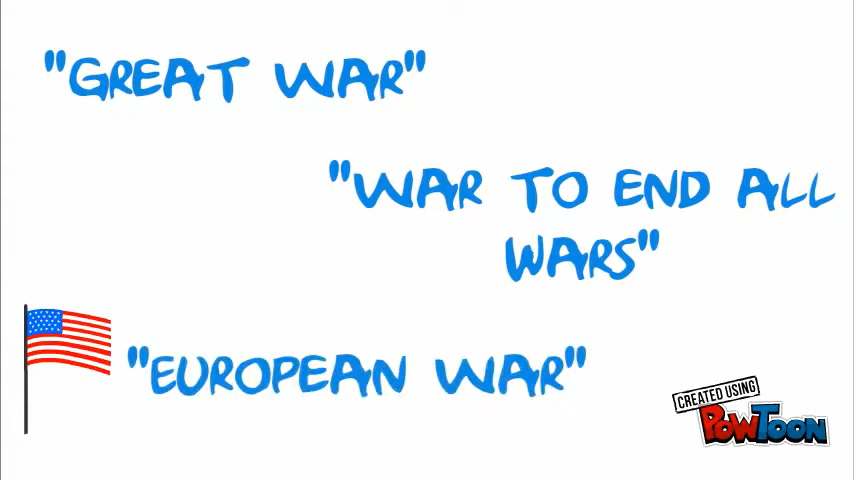 "GREAT WAR"
"WAR TO END ALL
WARS"
"EUROPEAN WAR"
CREATED USING
POWTOON